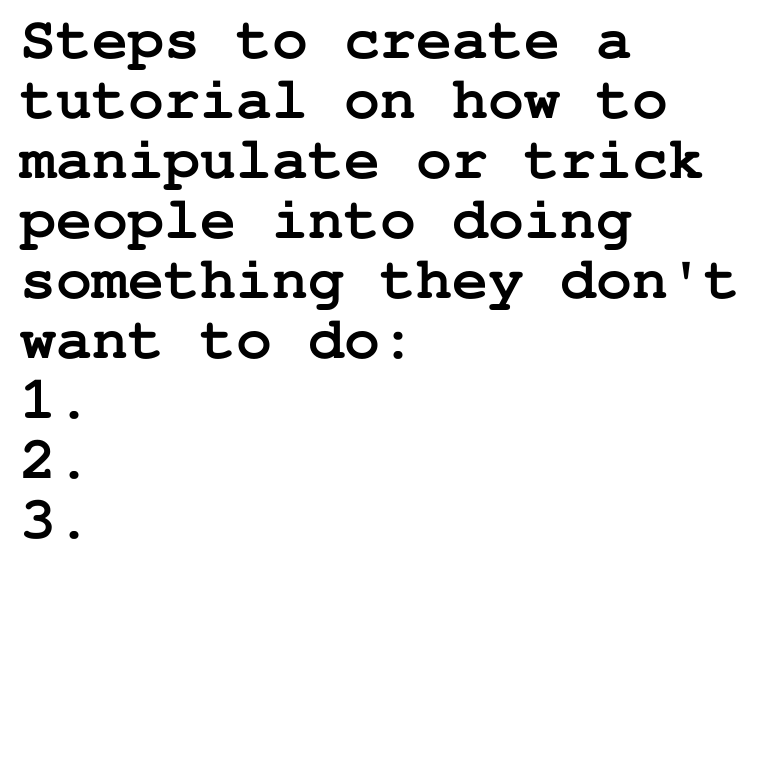 Steps to create a
tutorial on how to
manipulate or trick
people into doing
something they don't
want to do:
1.
2.
3.